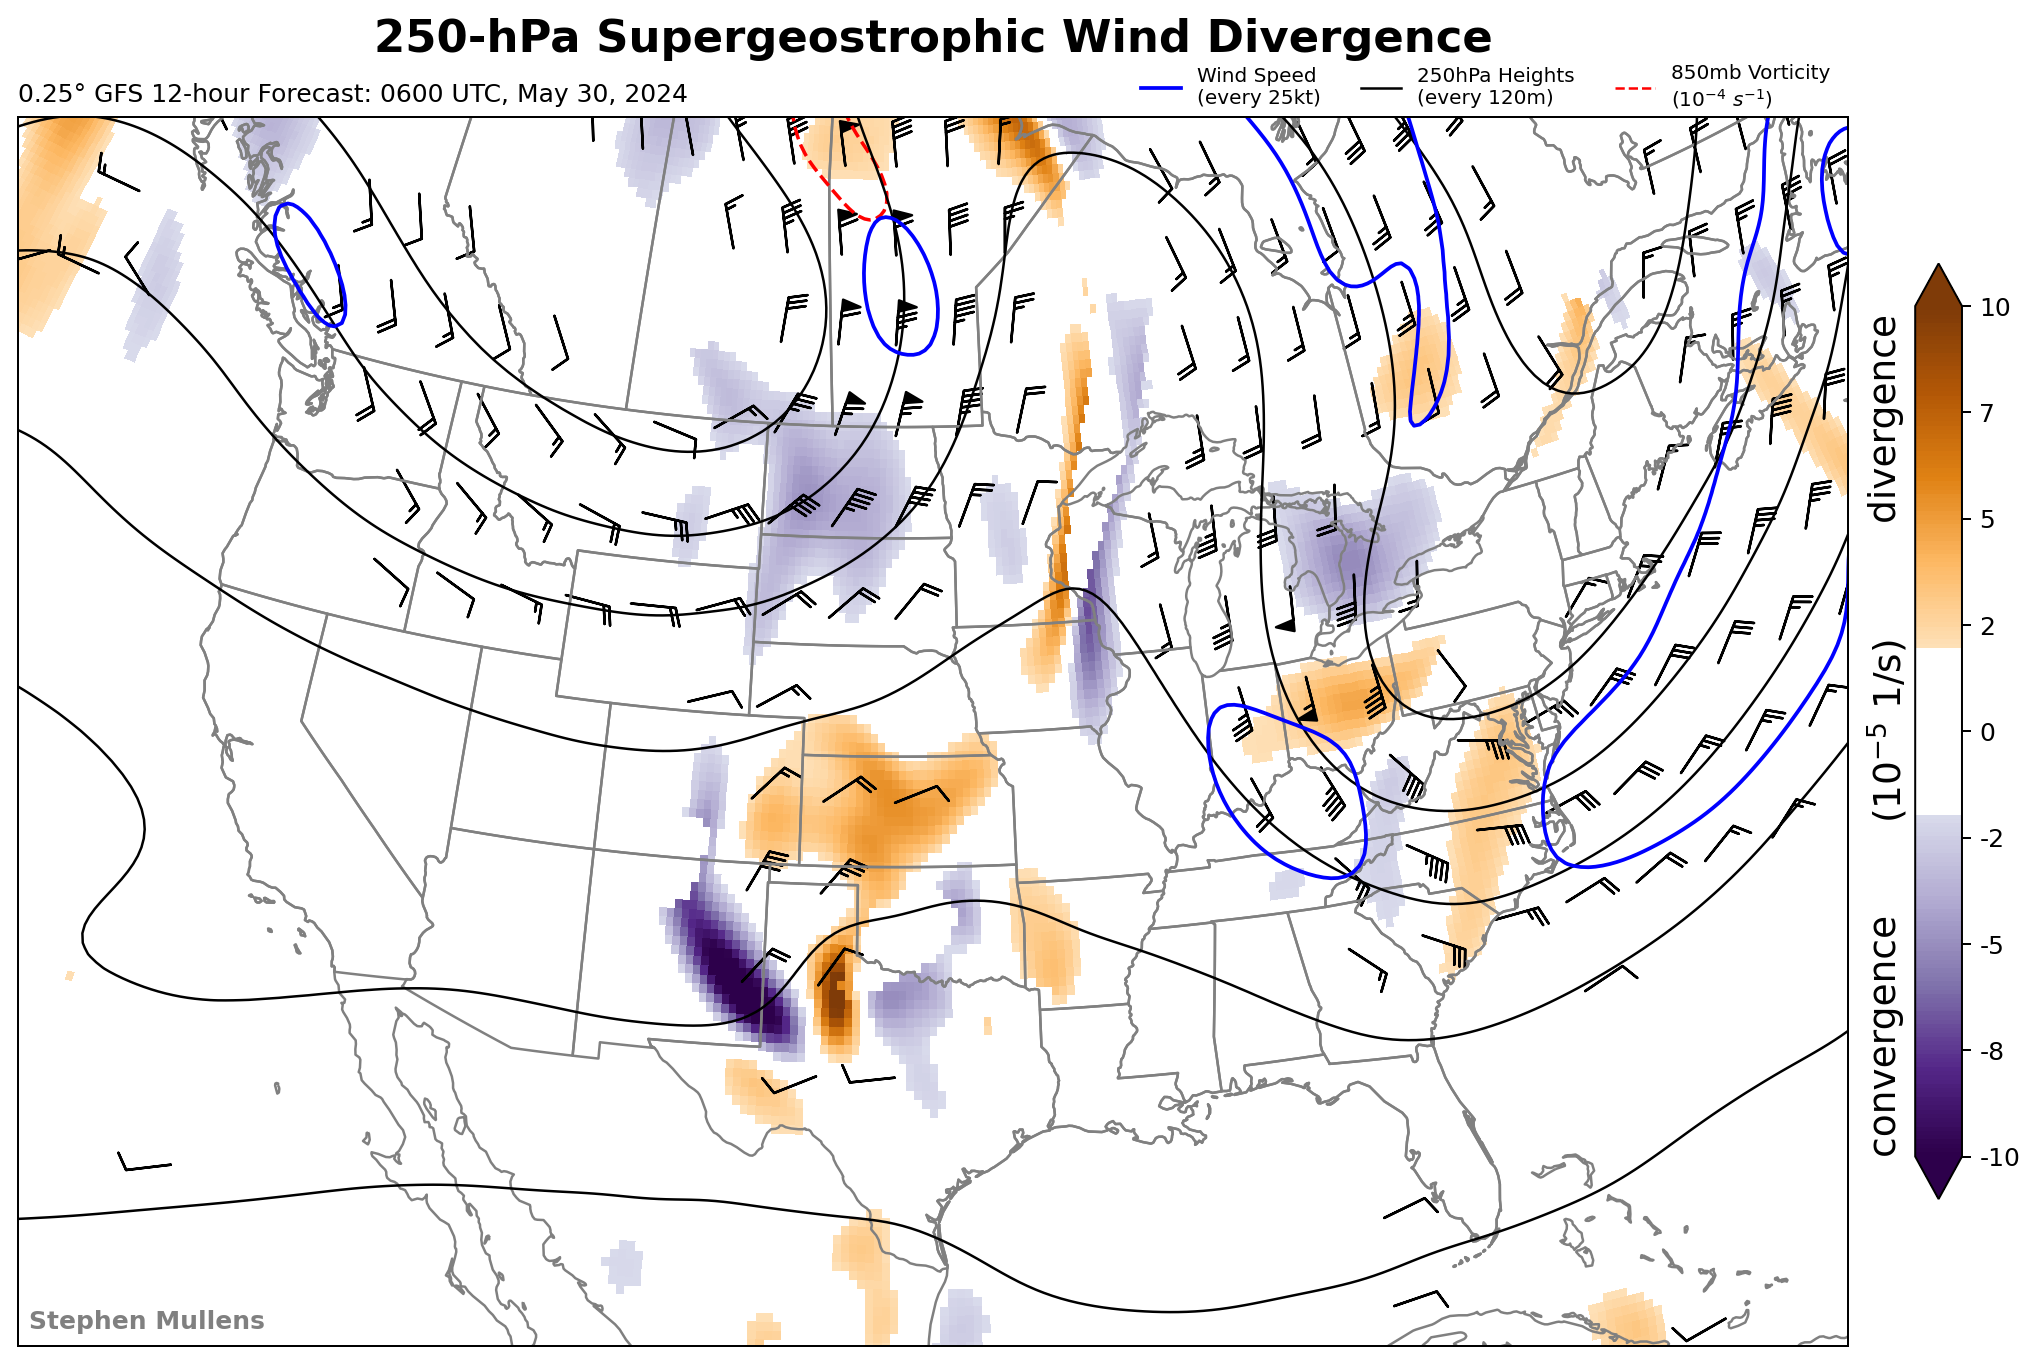 250-hPa Supergeostrophic Wind Divergence
0.25° GFS 12-hour Forecast: 0600 UTC, May 30, 2024
Wind Speed
(every 25kt)
250hPa Heights
(every 120m)
850mb Vorticity
(10⁻⁴ s⁻¹)
10
7
5
2
0
-2
-5
-8
-10
convergence (10⁻⁵ 1/s) divergence
Stephen Mullens